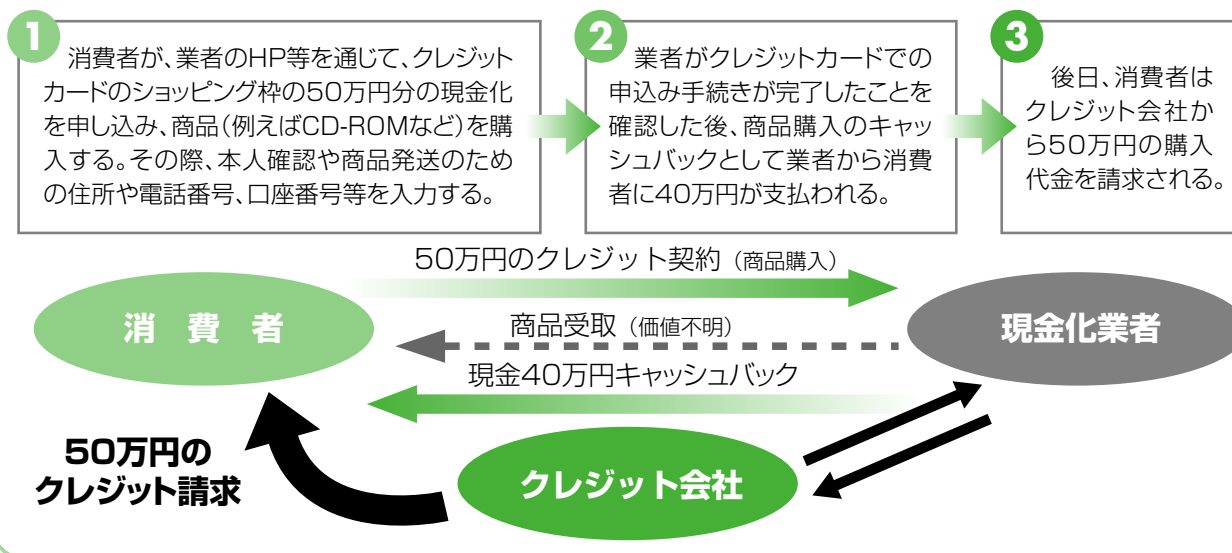 1
消費者が、業者のHP等を通じて、クレジット
カードのショッピング枠の50万円分の現金化
を申し込み、商品(例えばCD-ROMなど)を購
入する。その際、本人確認や商品発送のため
の住所や電話番号、口座番号等を入力する。
2
業者がクレジットカードでの
申込み手続きが完了したことを
確認した後、商品購入のキャッ
シュバックとして業者から消費
者に40万円が支払われる。
3
後日、消費者は
クレジット会社か
ら50万円の購入
代金を請求される。
50万円のクレジット契約(商品購入)
消費者
商品受取(価値不明)
現金化業者
現金40万円キャッシュバック
50万円の
クレジット請求
クレジット会社